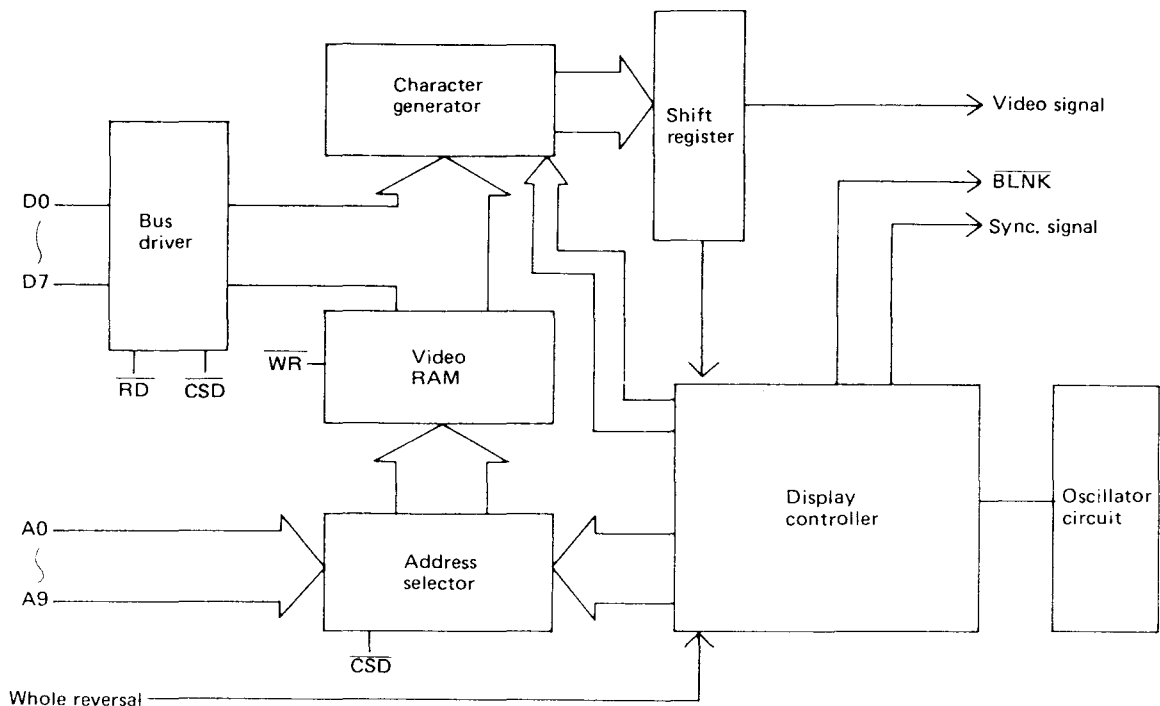 Character
generator
Shift
register
Video signal
BLNK
Sync. signal
D0
D7
Bus
driver
RD
CSD
WR
Video
RAM
Display
controller
Oscillator
circuit
A0
A9
Address
selector
CSD
Whole reversal